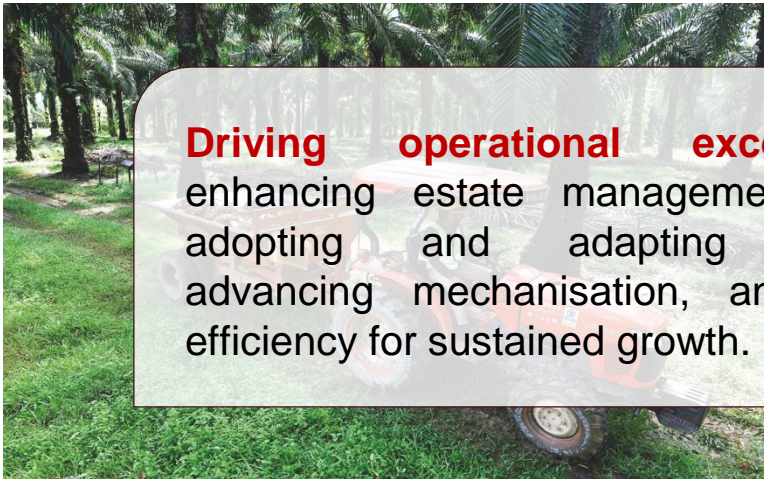 Driving operational exce
enhancing estate manageme
adopting and adapting
advancing mechanisation, an
efficiency for sustained growth.